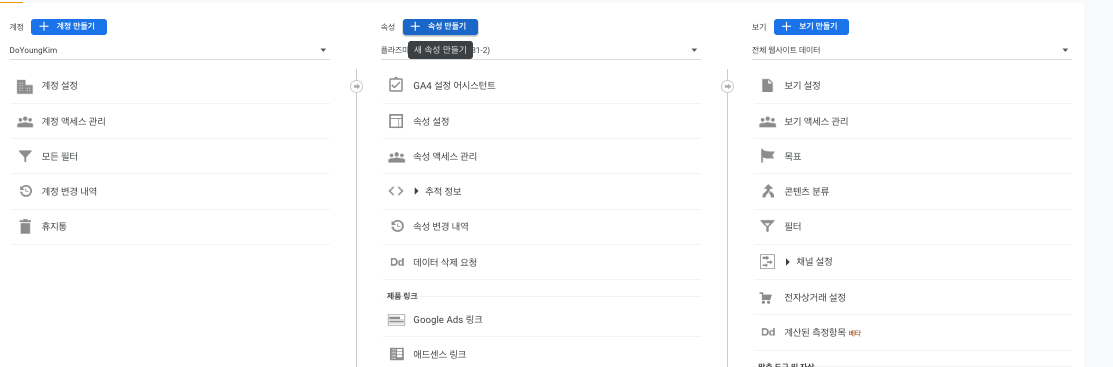 계정 + 계정 만들기
DoYoungKim
계정 설정
계정 액세스 관리
모든 필터
계정 변경 내역
휴지통
속성 + 속성 만들기
플라즈마
새 속성 만들기
GA4 설정 어시스턴트
속성 설정
속성 액세스 관리
추적 정보
속성 변경 내역
Dd 데이터 삭제 요청
제품 링크
Google Ads 링크
애드센스 링크
보기 + 보기 만들기
전체 웹사이트 데이터
보기 설정
보기 액세스 관리
목표
콘텐츠 분류
필터
채널 설정
전자상거래 설정
Dd 계산된 측정항목 베타